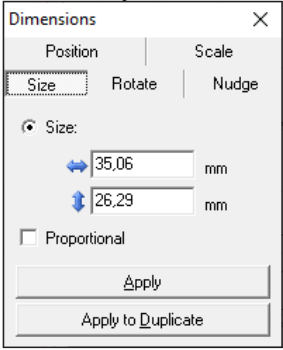 Dimensions
Position Scale
Size Rotate Nudge
Size:
35,06 mm
26,29 mm
Proportional
Apply
Apply to Duplicate